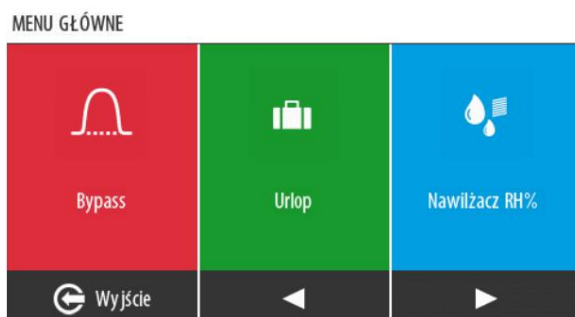 MENU GŁÓWNE
Bypass
Urlop
Nawilżacz RH%
Wyjście